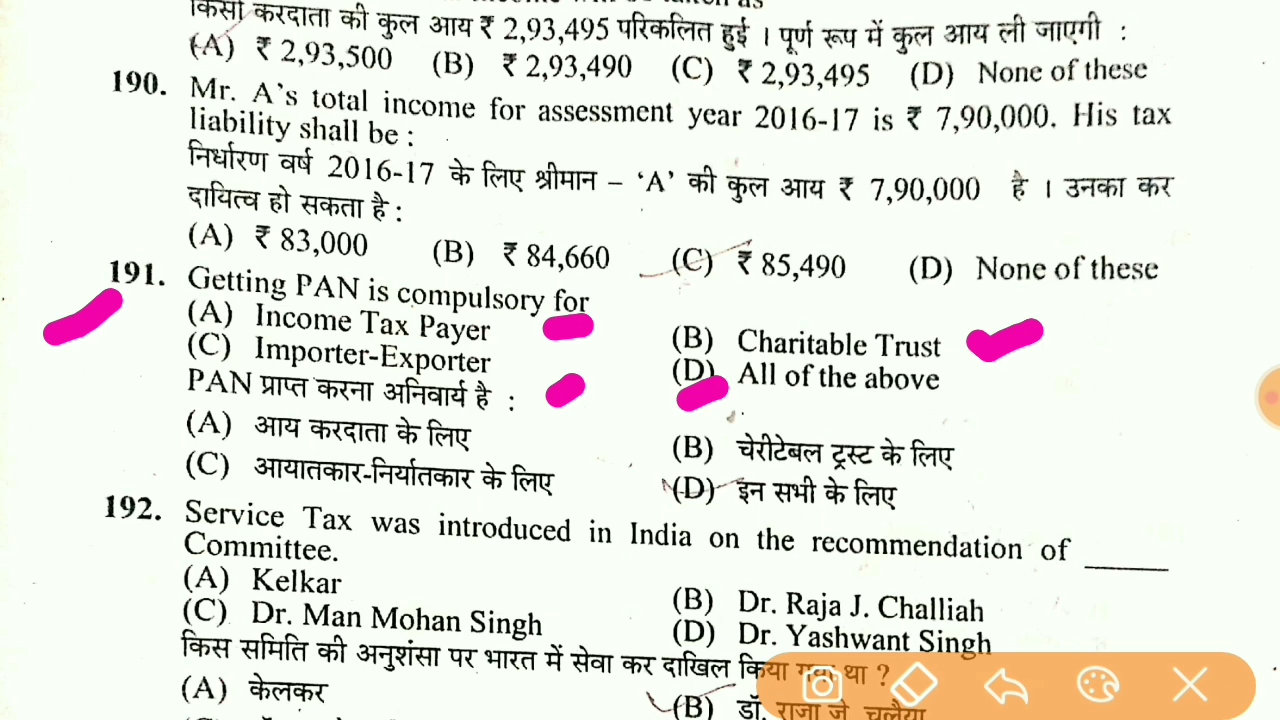 किसी करदाता की कुल आय ₹ 2,93,495 परिकलित हुई । पूर्ण रूप में कुल आय ली जाएगी :
(A) ₹ 2,93,500 (B) ₹ 2,93,490 (C) ₹ 2,93,495 (D) None of these
190. Mr. A's total income for assessment year 2016-17 is ₹ 7,90,000. His tax
liability shall be :
निर्धारण वर्ष 2016-17 के लिए श्रीमान – 'A' की कुल आय ₹ 7,90,000 है । उनका कर
दायित्व हो सकता है :
(A) ₹ 83,000 (B) ₹ 84,660 (C) ₹ 85,490 (D) None of these
191. Getting PAN is compulsory for
(A) Income Tax Payer (B) Charitable Trust
(C) Importer-Exporter (D) All of the above
PAN प्राप्त करना अनिवार्य है :
(A) आय करदाता के लिए (B) चेरीटेबल ट्रस्ट के लिए
(C) आयातकार-निर्यातकार के लिए (D) इन सभी के लिए
192. Service Tax was introduced in India on the recommendation of ______
Committee.
(A) Kelkar (B) Dr. Raja J. Challiah
(C) Dr. Man Mohan Singh (D) Dr. Yashwant Singh
किस समिति की अनुशंसा पर भारत में सेवा कर दाखिल किया गया था ?
(A) केलकर (B) डॉ. राजा जे. चलैया